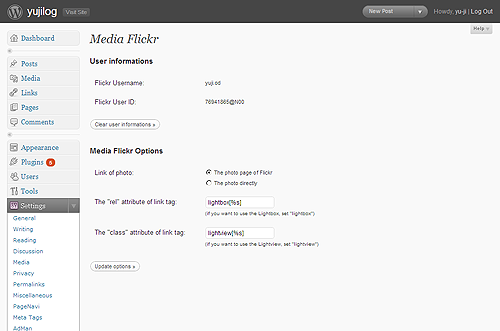 yujilog Visit Site New Post Howdy, yu-ji | Log Out
Help
Media Flickr
Dashboard
Posts
Media
Links
Pages
Comments
Appearance
Plugins 6
Users
Tools
Settings
General
Writing
Reading
Discussion
Media
Privacy
Permalinks
Miscellaneous
PageNavi
Meta Tags
AdMan
User informations
Flickr Username: yuji.od
Flickr User ID: 76941865@N00
Clear user informations »
Media Flickr Options
Link of photo: The photo page of Flickr
The photo directly
The "rel" attribute of link tag: lightbox[%s]
(if you want to use the Lightbox, set "lightbox")
The "class" attribute of link tag: lightview[%s]
(if you want to use the Lightview, set "lightview")
Update options »